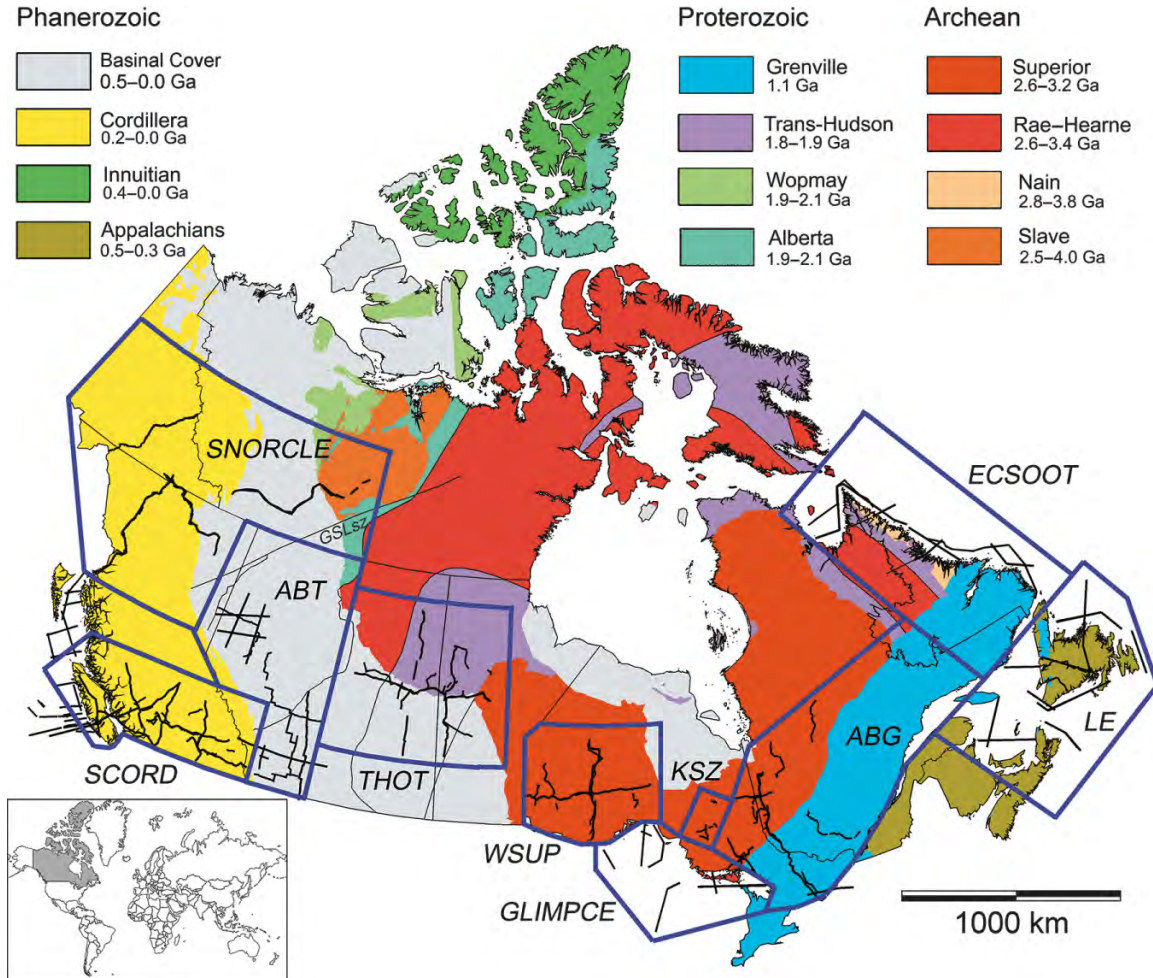 Phanerozoic
Basinal Cover
0.5–0.0 Ga
Cordillera
0.2–0.0 Ga
Innuitian
0.4–0.0 Ga
Appalachians
0.5–0.3 Ga
Proterozoic
Grenville
1.1 Ga
Trans-Hudson
1.8–1.9 Ga
Wopmay
1.9–2.1 Ga
Alberta
1.9–2.1 Ga
Archean
Superior
2.6–3.2 Ga
Rae–Hearne
2.6–3.4 Ga
Nain
2.8–3.8 Ga
Slave
2.5–4.0 Ga
SNORCLE
ECSOOT
GSLsz
ABT
LE
ABG
SCORD
THOT
KSZ
WSUP
GLIMPCE
1000 km